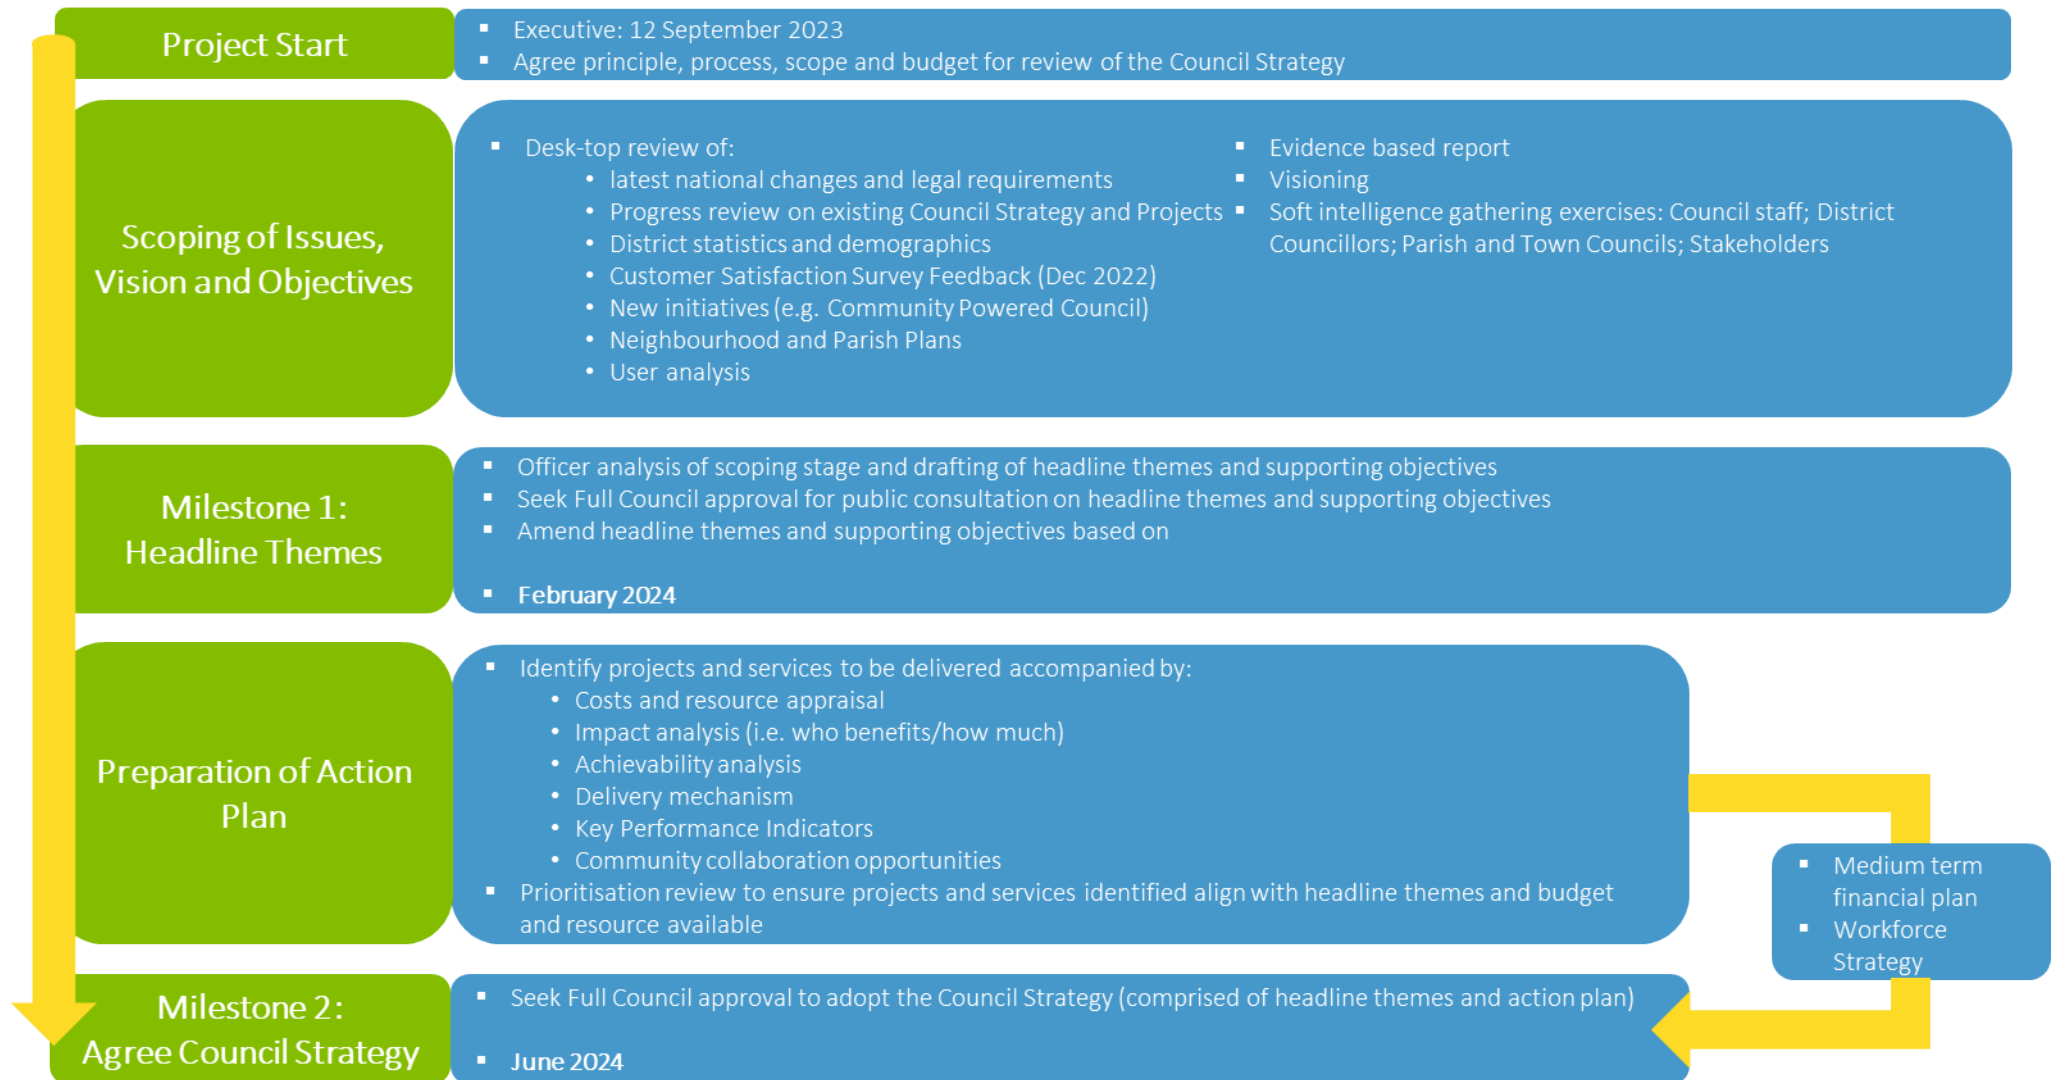 Project Start
▪ Executive: 12 September 2023
▪ Agree principle, process, scope and budget for review of the Council Strategy
Scoping of Issues,
Vision and Objectives
▪ Desk-top review of:
• latest national changes and legal requirements
• Progress review on existing Council Strategy and Projects
• District statistics and demographics
• Customer Satisfaction Survey Feedback (Dec 2022)
• New initiatives (e.g. Community Powered Council)
• Neighbourhood and Parish Plans
• User analysis
▪ Evidence based report
▪ Visioning
▪ Soft intelligence gathering exercises: Council staff; District
Councillors; Parish and Town Councils; Stakeholders
Milestone 1:
Headline Themes
▪ Officer analysis of scoping stage and drafting of headline themes and supporting objectives
▪ Seek Full Council approval for public consultation on headline themes and supporting objectives
▪ Amend headline themes and supporting objectives based on
▪ February 2024
Preparation of Action
Plan
▪ Identify projects and services to be delivered accompanied by:
• Costs and resource appraisal
• Impact analysis (i.e. who benefits/how much)
• Achievability analysis
• Delivery mechanism
• Key Performance Indicators
• Community collaboration opportunities
▪ Prioritisation review to ensure projects and services identified align with headline themes and budget
and resource available
▪ Medium term
financial plan
▪ Workforce
Strategy
Milestone 2:
Agree Council Strategy
▪ Seek Full Council approval to adopt the Council Strategy (comprised of headline themes and action plan)
▪ June 2024